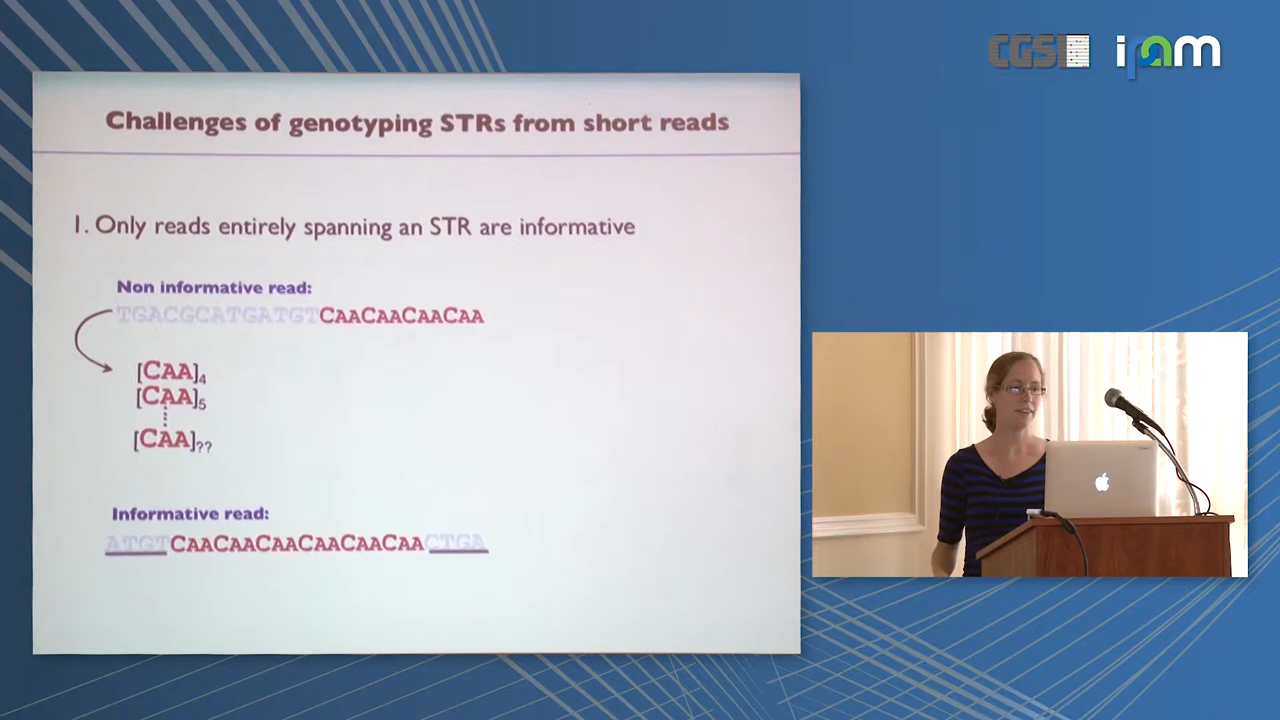 CGSI
ipam
Challenges of genotyping STRs from short reads
1. Only reads entirely spanning an STR are informative
Non informative read:
TGACGCATGATGTCAACAACAACAA
[CAA]4
[CAA]5
[CAA]??
Informative read:
ATGTCAACAACAACAACAACAACTGA